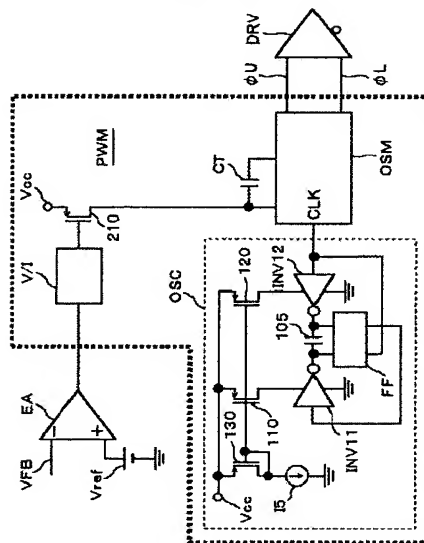 VFB
Vref
EA
V/I
Vcc
210
PWM
CT
CLK
OSM
φU
φL
DRV
OSC
Vcc
130
110
120
I5
INV11
105
FF
INV12